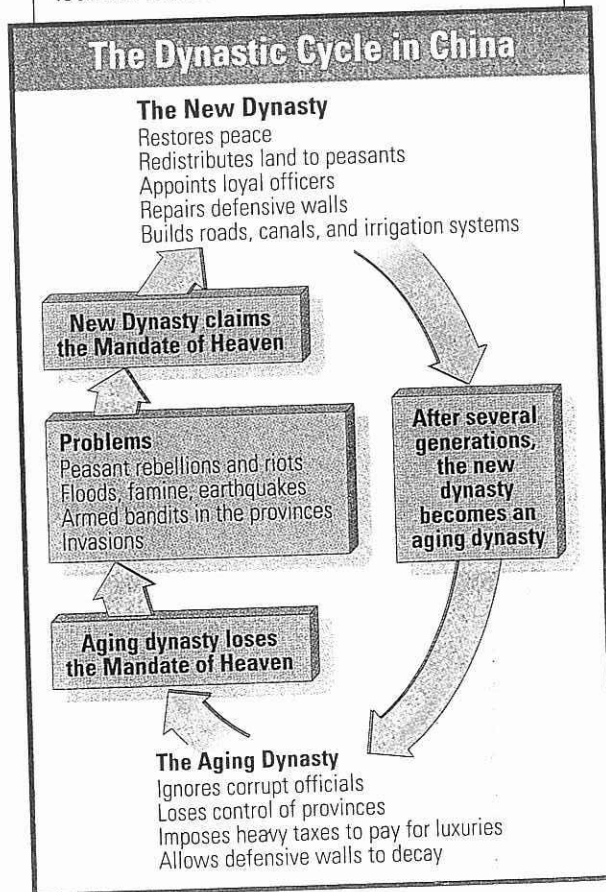 The Dynastic Cycle in China
The New Dynasty
Restores peace
Redistributes land to peasants
Appoints loyal officers
Repairs defensive walls
Builds roads, canals, and irrigation systems
After several
generations,
the new
dynasty
becomes an
aging dynasty
The Aging Dynasty
Ignores corrupt officials
Loses control of provinces
Imposes heavy taxes to pay for luxuries
Allows defensive walls to decay
Aging dynasty loses
the Mandate of Heaven
Problems
Peasant rebellions and riots
Floods, famine, earthquakes
Armed bandits in the provinces
Invasions
New Dynasty claims
the Mandate of Heaven